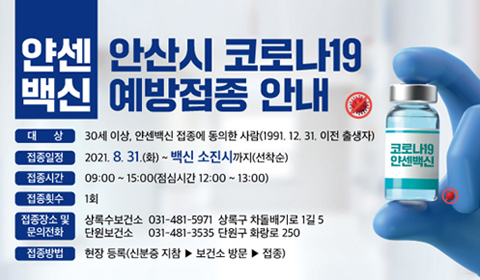 얀센
백신
안산시 코로나19
예방접종 안내
대 상 30세 이상, 얀센백신 접종에 동의한 사람(1991. 12. 31. 이전 출생자)
접종일정 2021. 8. 31.(화) ~ 백신 소진시까지(선착순)
접종시간 09:00 ~ 15:00(점심시간 12:00 ~ 13:00)
접종횟수 1회
접종장소 및
문의전화
상록수보건소 031-481-5971 상록구 차돌배기로 1길 5
단원보건소 031-481-3535 단원구 화랑로 250
접종방법 현장 등록(신분증 지참 ▶ 보건소 방문 ▶ 접종)
코로나19
얀센백신